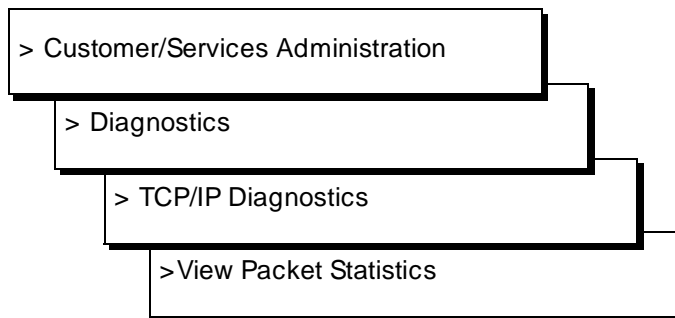 > Customer/Services Administration
> Diagnostics
> TCP/IP Diagnostics
>View Packet Statistics